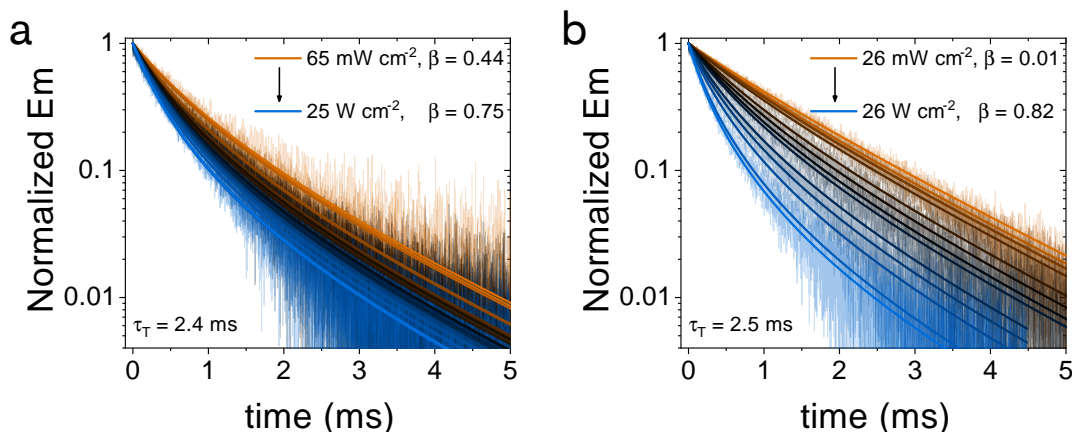 a
65 mW cm⁻², β = 0.44
25 W cm⁻², β = 0.75
1
0.1
0.01
Normalized Em
τ_T = 2.4 ms
0 1 2 3 4 5
time (ms)
b
26 mW cm⁻², β = 0.01
26 W cm⁻², β = 0.82
1
0.1
0.01
Normalized Em
τ_T = 2.5 ms
0 1 2 3 4 5
time (ms)